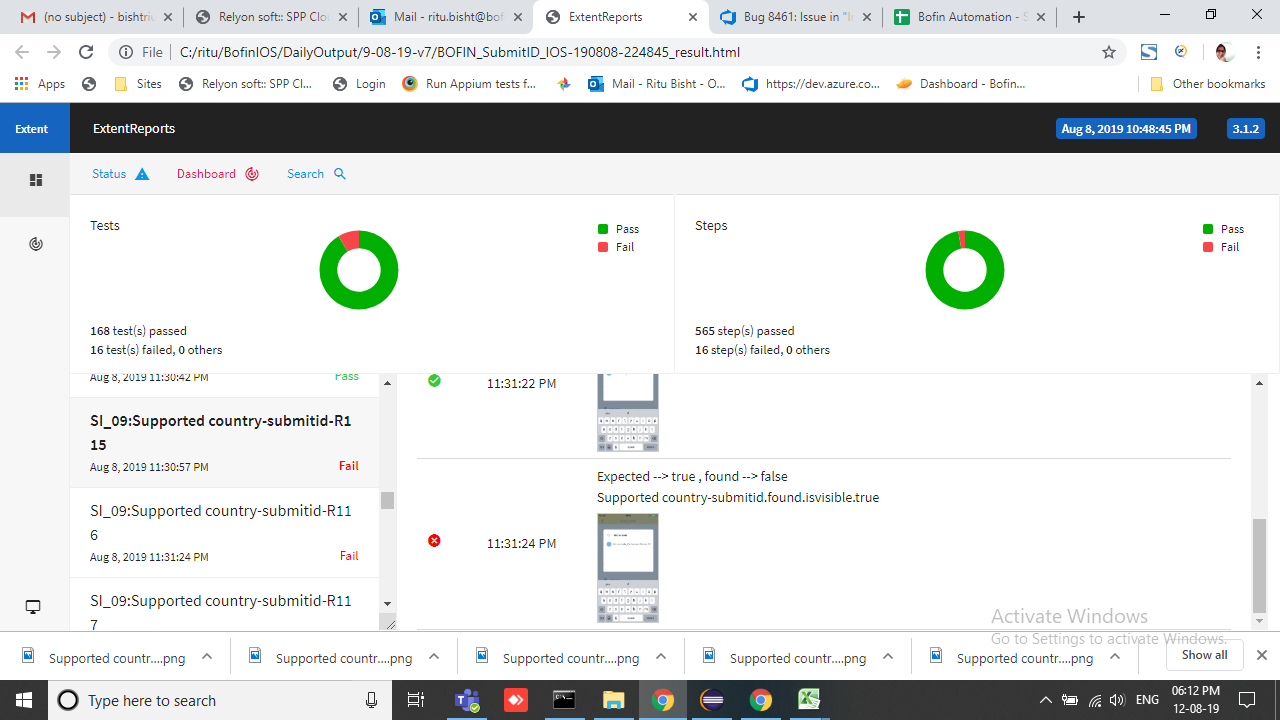 (no subject) - bishtriu
Relyon soft:: SPP Clou
Mail - ritu.bisht@bof
ExtentReports
Bug 8461: Issue in "In
Bofin Automation - S
File
C:/ritu/BofinIOS/DailyOutput/9-08-19-v7/BOFIN_SubmitID_IOS-190808-224845_result.html
Apps
Sites
Relyon soft:: SPP Cl...
Login
Run Appium tests f...
Mail - Ritu Bisht - O...
https://dev.azure.co...
Dashboard - Bofin...
Other bookmarks
Extent
ExtentReports
Aug 8, 2019 10:48:45 PM
3.1.2
Status
Dashboard
Search
Tests
Pass
Fail
168 test(s) passed
16 test(s) failed, 0 others
Steps
Pass
Fail
565 step(s) passed
16 step(s) failed, 0 others
Aug 8, 2019 11:30:42 PM
Pass
SI_09:Supported country-submitid-R1
15
Aug 8, 2019 11:30:57 PM
Fail
SI_09:Supported country-submitid-R11
6
Aug 8, 2019 11:31:24 PM
Fail
SI_09:Supported country-submitid-R11
7
11:31:22 PM
11:31:24 PM
Expected --> true , found --> false
Supported country-submitid.found.isvisible.true
Activate Windows
Go to Settings to activate Windows.
Supported countr....png
Supported countr....png
Supported countr....png
Supported countr....png
Supported countr....png
Show all
Type here to search
ENG
06:12 PM
12-08-19